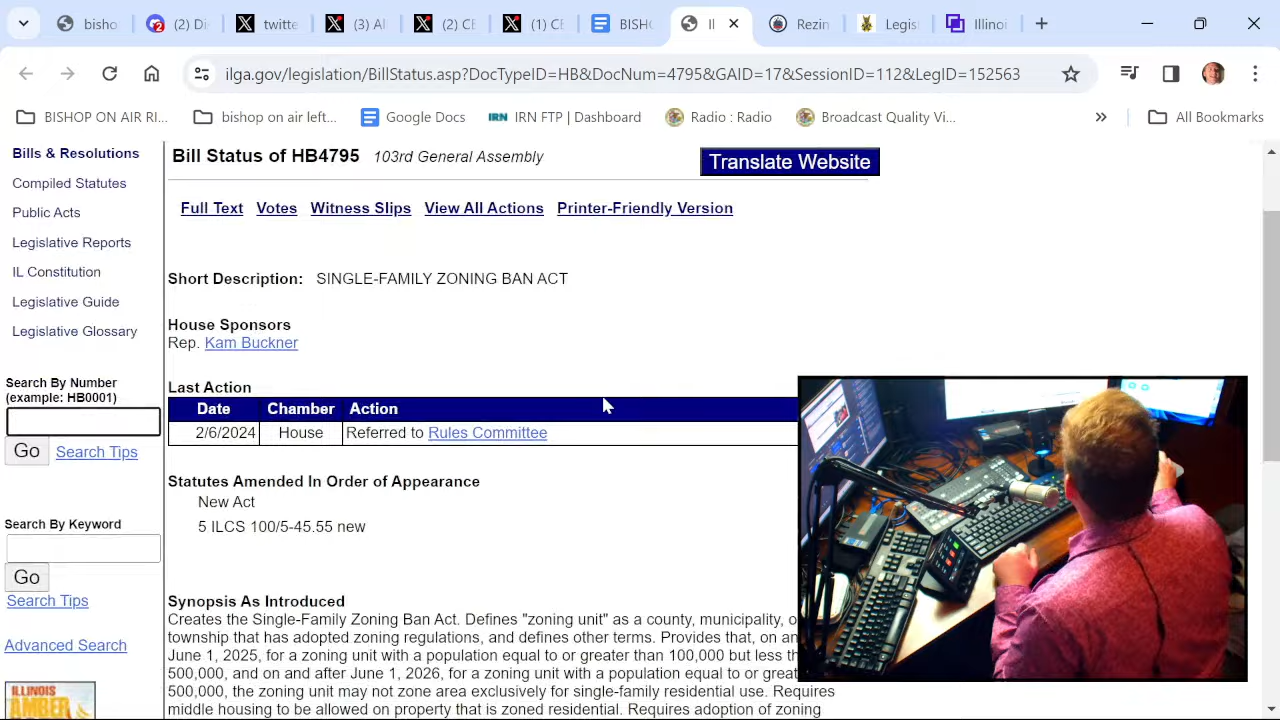 bisho
2
Dis
twitte
(3) Al
(2) CE
(1) CE
BISHO
Il
Rezin
Legis
Illinoi
ilga.gov/legislation/BillStatus.asp?DocTypeID=HB&DocNum=4795&GAID=17&SessionID=112&LegID=152563
BISHOP ON AIR RI...
bishop on air left...
Google Docs
IRN IRN FTP | Dashboard
Radio : Radio
Broadcast Quality Vi...
»
All Bookmarks
Bills & Resolutions
Compiled Statutes
Public Acts
Legislative Reports
IL Constitution
Legislative Guide
Legislative Glossary
Search By Number
(example: HB0001)
Go Search Tips
Search By Keyword
Go
Search Tips
Advanced Search
ILLINOIS
AMBER
Bill Status of HB4795 103rd General Assembly
Translate Website
Full Text Votes Witness Slips View All Actions Printer-Friendly Version
Short Description: SINGLE-FAMILY ZONING BAN ACT
House Sponsors
Rep. Kam Buckner
Last Action
Date Chamber Action
2/6/2024 House Referred to Rules Committee
Statutes Amended In Order of Appearance
New Act
5 ILCS 100/5-45.55 new
Synopsis As Introduced
Creates the Single-Family Zoning Ban Act. Defines "zoning unit" as a county, municipality, o
township that has adopted zoning regulations, and defines other terms. Provides that, on an
June 1, 2025, for a zoning unit with a population equal to or greater than 100,000 but less th
500,000, and on and after June 1, 2026, for a zoning unit with a population equal to or great
500,000, the zoning unit may not zone area exclusively for single-family residential use. Requires
middle housing to be allowed on property that is zoned residential. Requires adoption of zoning